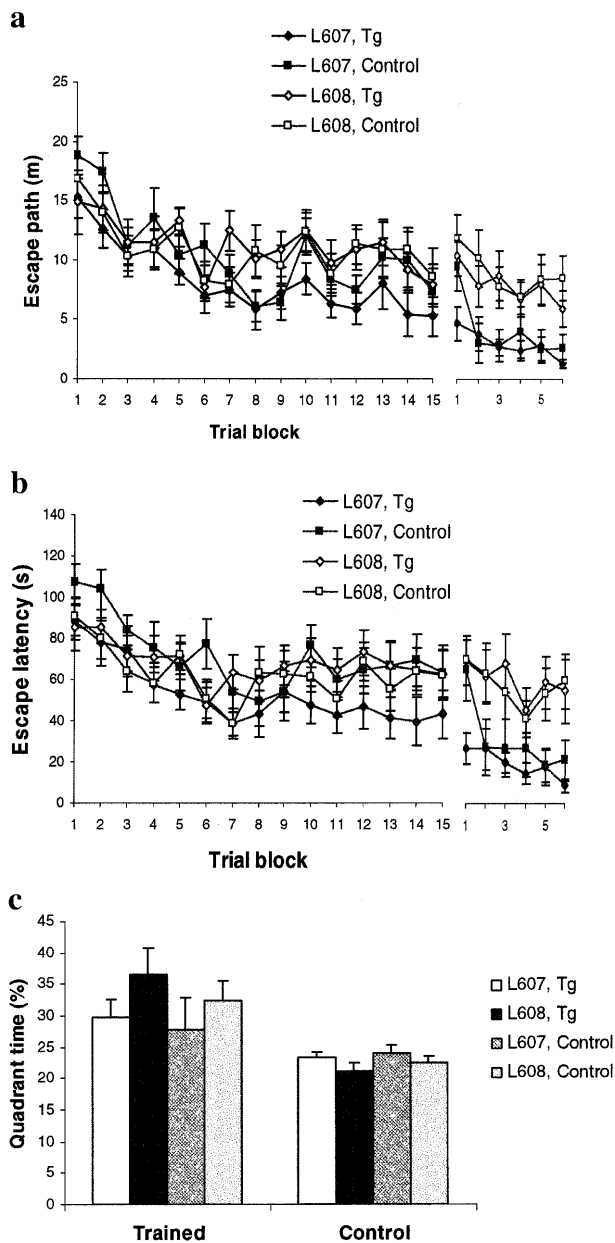 a
L607, Tg
L607, Control
L608, Tg
L608, Control
25
20
15
10
5
0
Escape path (m)
1 2 3 4 5 6 7 8 9 10 11 12 13 14 15
1 3 5
Trial block
b
L607, Tg
L607, Control
L608, Tg
L608, Control
140
120
100
80
60
40
20
0
Escape latency (s)
1 2 3 4 5 6 7 8 9 10 11 12 13 14 15
1 3 5
Trial block
c
45
40
35
30
25
20
15
10
5
0
Quadrant time (%)
L607, Tg
L608, Tg
L607, Control
L608, Control
Trained Control